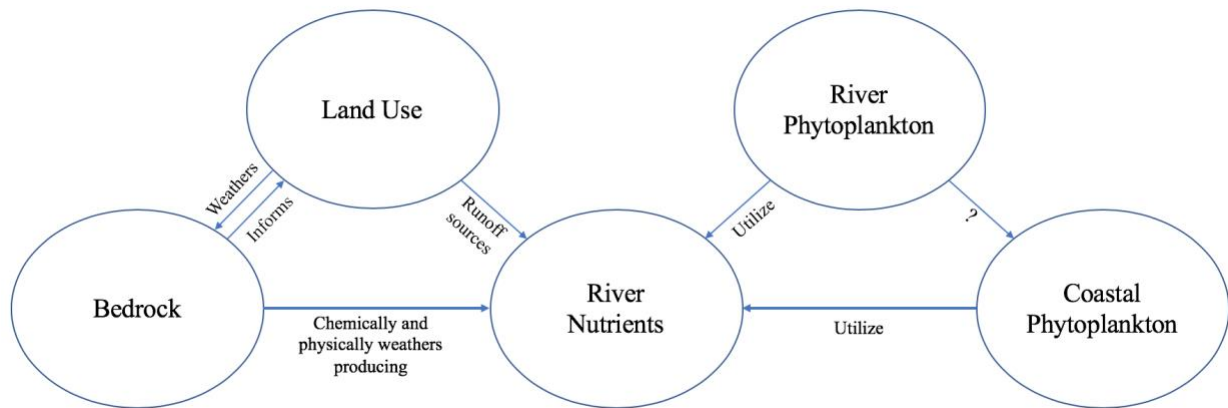 Land Use
River
Phytoplankton
Weathers
Informs
Runoff
sources
Utilize
?
Bedrock
Chemically and
physically weathers
producing
River
Nutrients
Utilize
Coastal
Phytoplankton